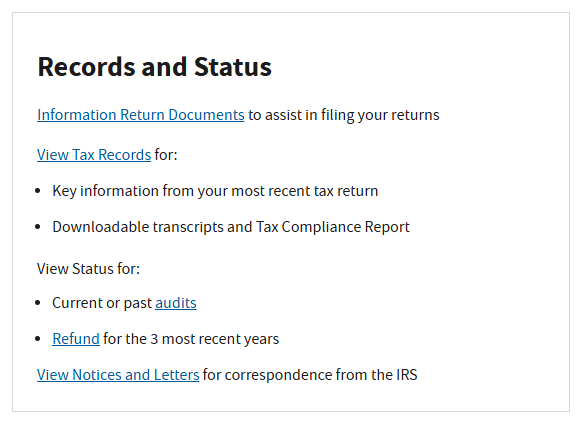 Records and Status
Information Return Documents to assist in filing your returns
View Tax Records for:
• Key information from your most recent tax return
• Downloadable transcripts and Tax Compliance Report
View Status for:
• Current or past audits
• Refund for the 3 most recent years
View Notices and Letters for correspondence from the IRS